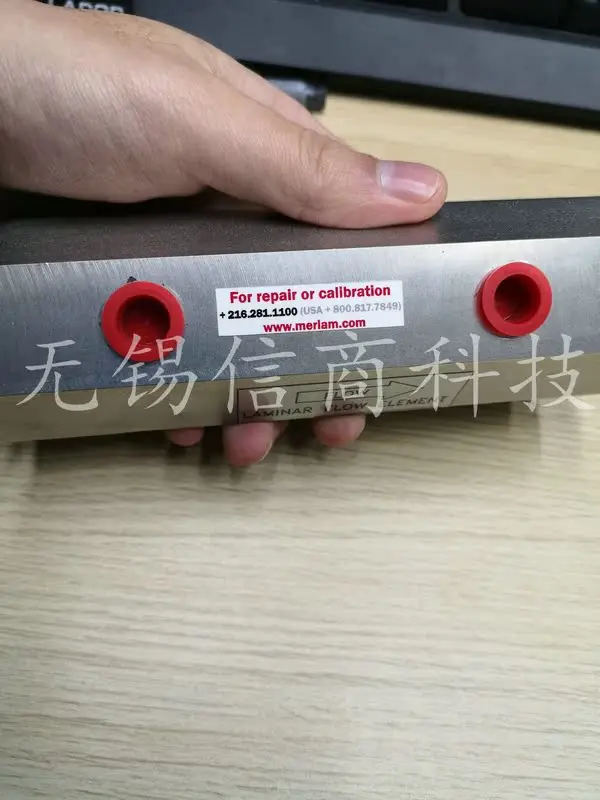 For repair or calibration
+ 216.281.1100 (USA + 800.817.7849)
www.meriam.com
无锡信商科技
FLOW
LAMINAR FLOW ELEMENT